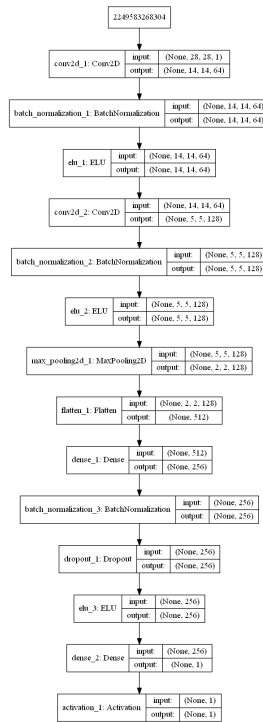 2249583268304
conv2d_1: Conv2D input: (None, 28, 28, 1)
output: (None, 14, 14, 64)
batch_normalization_1: BatchNormalization input: (None, 14, 14, 64)
output: (None, 14, 14, 64)
elu_1: ELU input: (None, 14, 14, 64)
output: (None, 14, 14, 64)
conv2d_2: Conv2D input: (None, 14, 14, 64)
output: (None, 5, 5, 128)
batch_normalization_2: BatchNormalization input: (None, 5, 5, 128)
output: (None, 5, 5, 128)
elu_2: ELU input: (None, 5, 5, 128)
output: (None, 5, 5, 128)
max_pooling2d_1: MaxPooling2D input: (None, 5, 5, 128)
output: (None, 2, 2, 128)
flatten_1: Flatten input: (None, 2, 2, 128)
output: (None, 512)
dense_1: Dense input: (None, 512)
output: (None, 256)
batch_normalization_3: BatchNormalization input: (None, 256)
output: (None, 256)
dropout_1: Dropout input: (None, 256)
output: (None, 256)
elu_3: ELU input: (None, 256)
output: (None, 256)
dense_2: Dense input: (None, 256)
output: (None, 1)
activation_1: Activation input: (None, 1)
output: (None, 1)